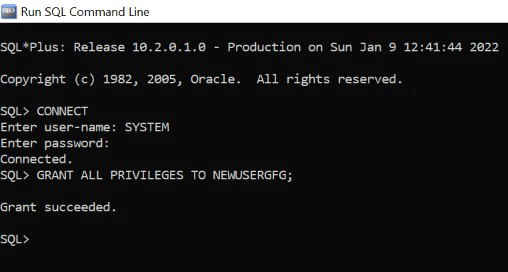 Run SQL Command Line
SQL*Plus: Release 10.2.0.1.0 - Production on Sun Jan 9 12:41:44 2022
Copyright (c) 1982, 2005, Oracle.  All rights reserved.
SQL> CONNECT
Enter user-name: SYSTEM
Enter password:
Connected.
SQL> GRANT ALL PRIVILEGES TO NEWUSERGFG;
Grant succeeded.
SQL>